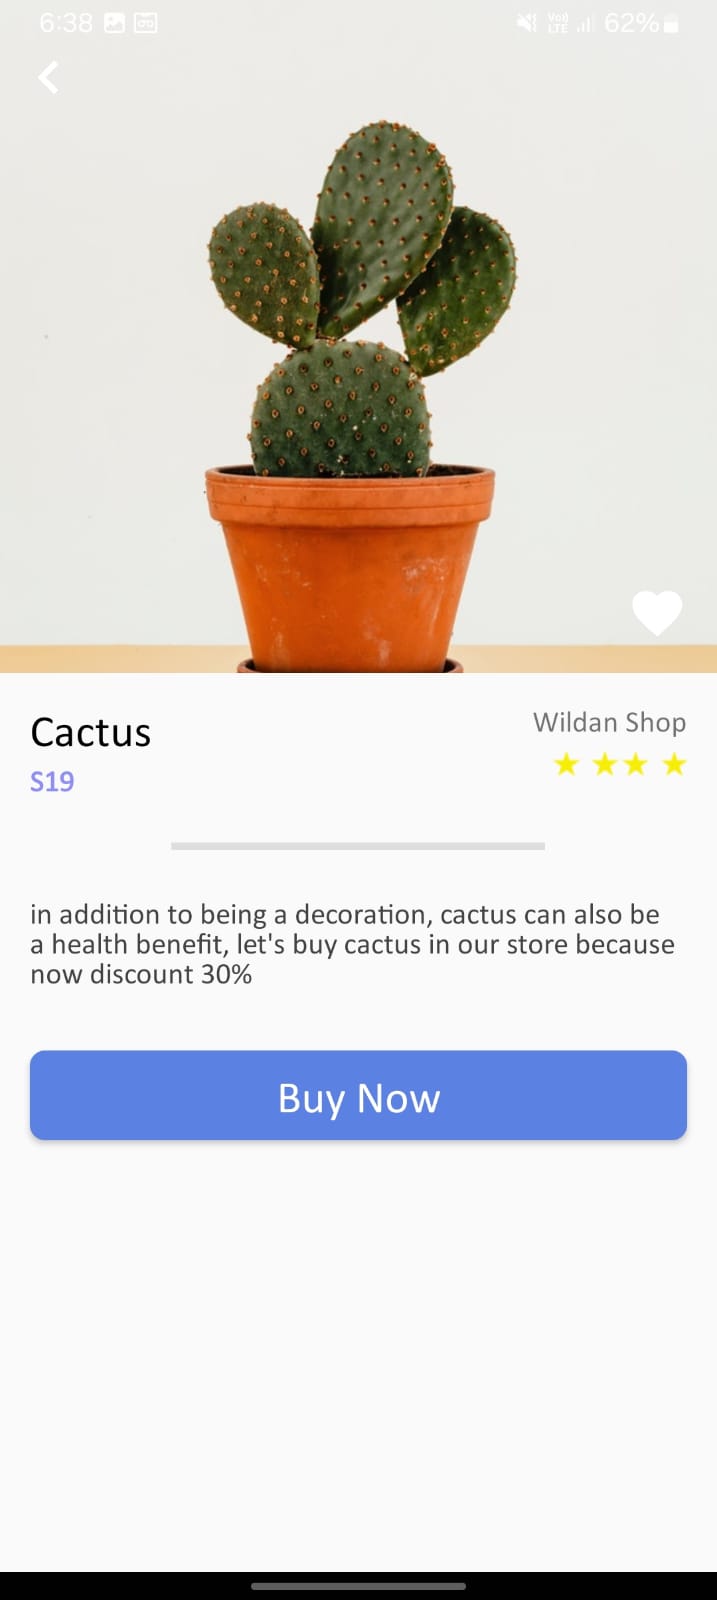 6:38 Vo)) LTE 62%
Cactus
Wildan Shop
S19
in addition to being a decoration, cactus can also be
a health benefit, let's buy cactus in our store because
now discount 30%
Buy Now